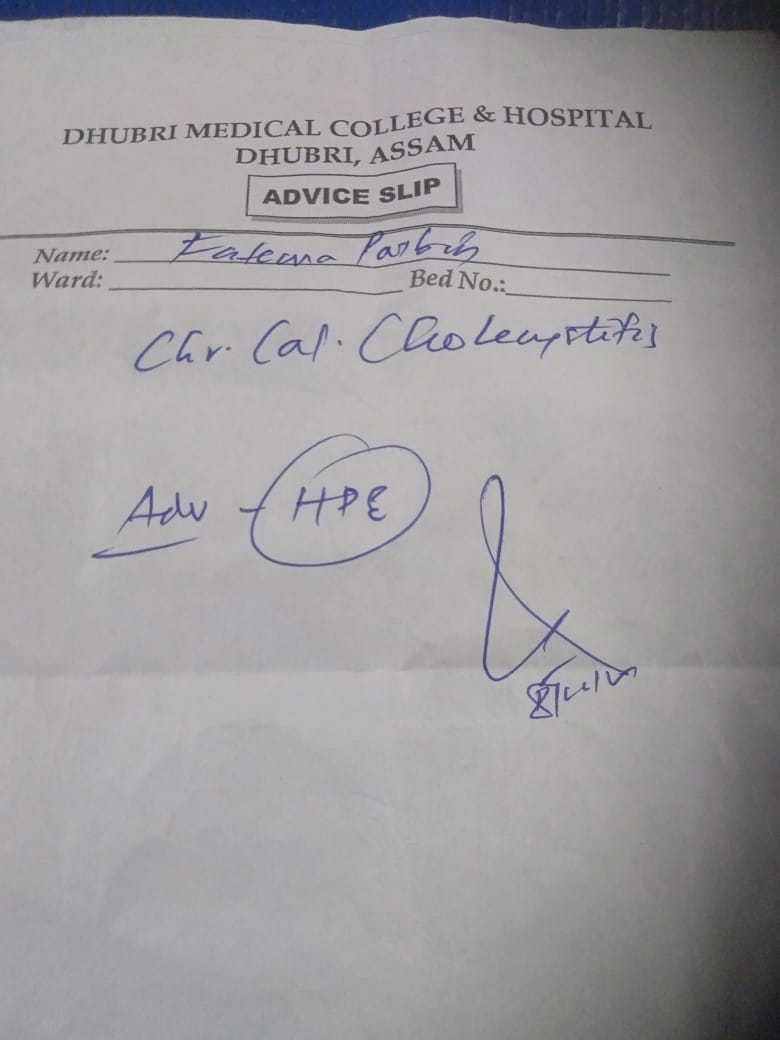 DHUBRI MEDICAL COLLEGE & HOSPITAL
DHUBRI, ASSAM
ADVICE SLIP
Name:
Ward: Bed No.:
Chr. Cal. Cholecystitis
Adv - HPE